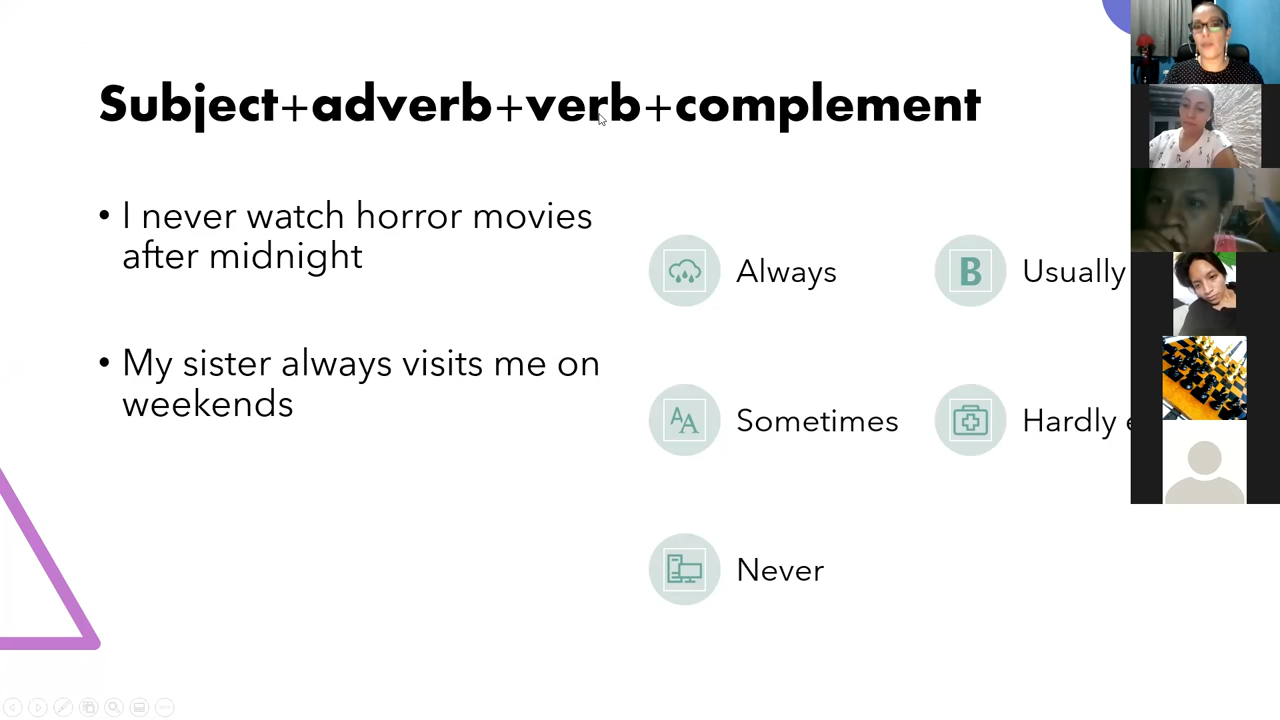 Subject+adverb+verb+complement
• I never watch horror movies
after midnight
• My sister always visits me on
weekends
Always
B
Usually
AA
Sometimes
Hardly
Never